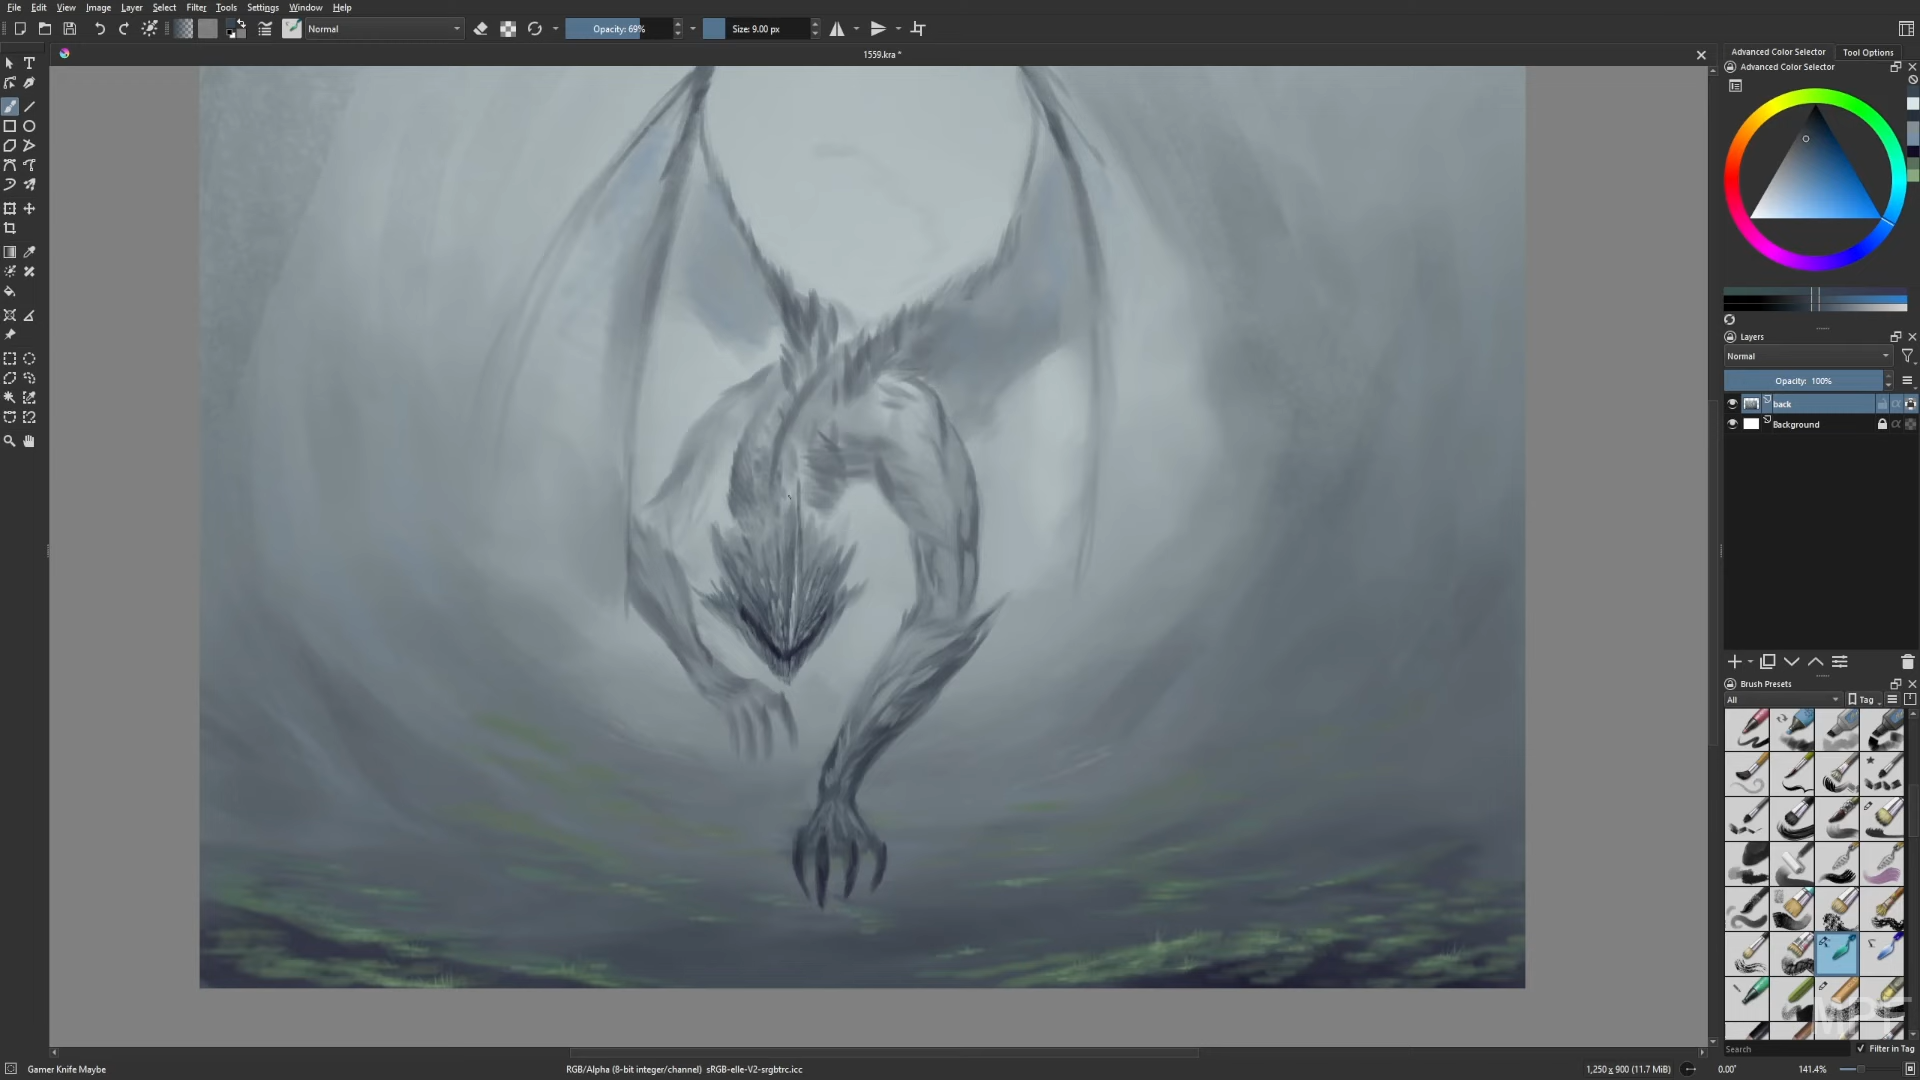 File Edit View Image Layer Select Filter Tools Settings Window Help
Normal
Opacity: 69%
Size: 9.00 px
1559.kra *
Advanced Color Selector
Tool Options
Advanced Color Selector
Layers
Normal
Opacity: 100%
back
Background
Brush Presets
All
Tag
Search
Filter in Tag
Gamer Knife Maybe
RGB/Alpha (8-bit integer/channel) sRGB-elle-V2-srgbtrc.icc
1,250 x 900 (11.7 MiB)
0.00°
141.4%